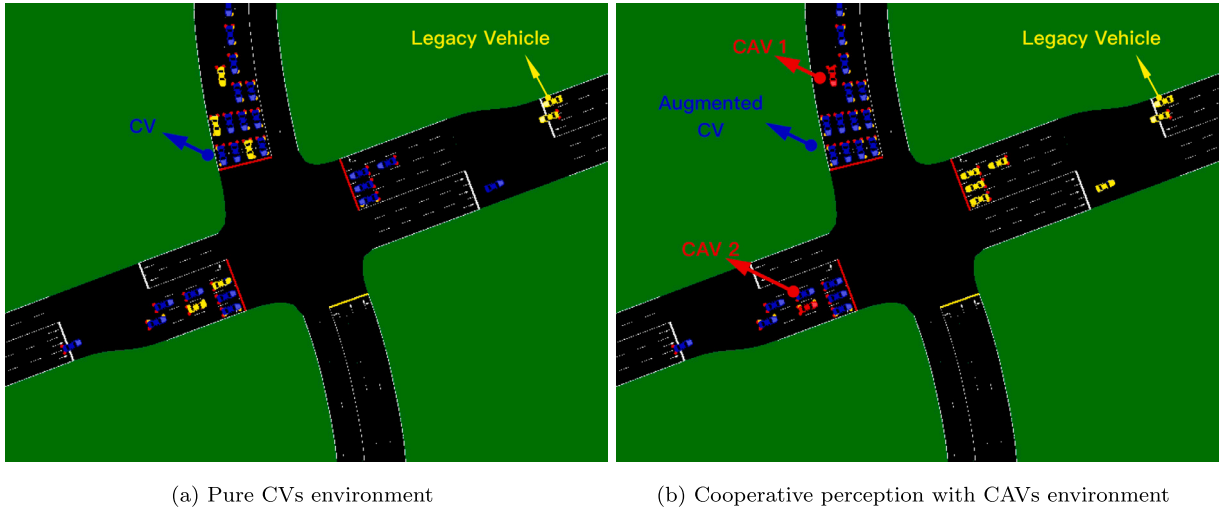 Legacy Vehicle
CV
CAV 1
Legacy Vehicle
Augmented
CV
CAV 2
(a) Pure CVs environment
(b) Cooperative perception with CAVs environment